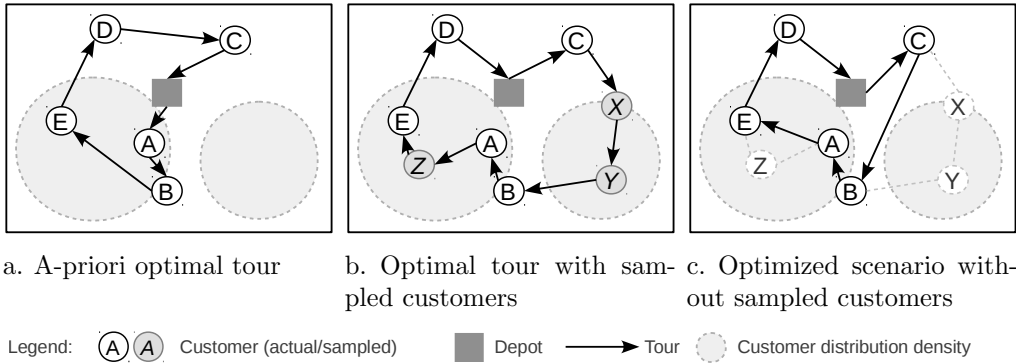 D
C
E
A
B
D
C
X
E
A
Z
Y
B
D
C
X
E
A
Z
Y
B
a. A-priori optimal tour
b. Optimal tour with sam-
pled customers
c. Optimized scenario with-
out sampled customers
Legend: A A Customer (actual/sampled) Depot Tour Customer distribution density